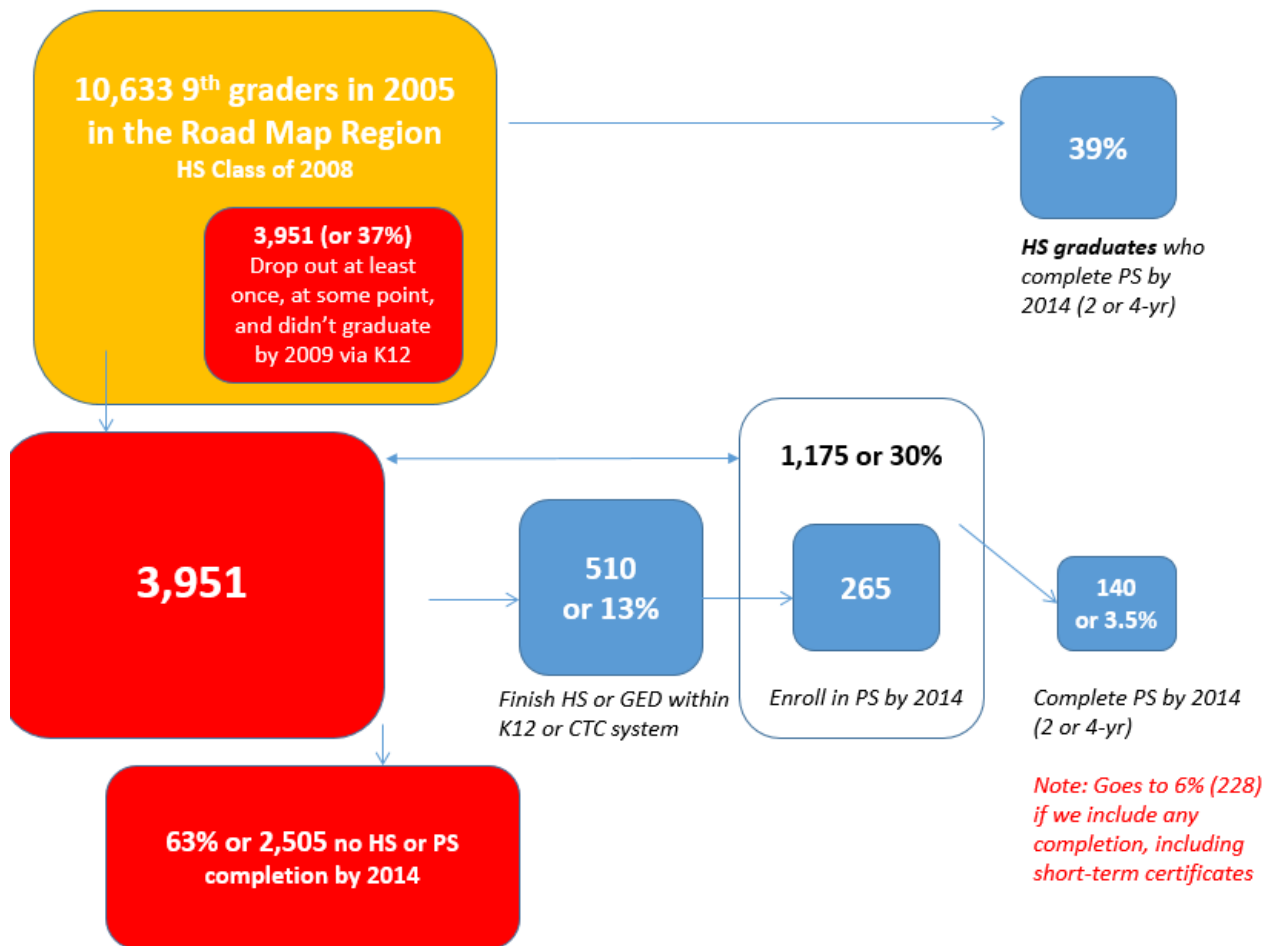 10,633 9th graders in 2005
in the Road Map Region
HS Class of 2008
3,951 (or 37%)
Drop out at least
once, at some point,
and didn't graduate
by 2009 via K12
39%
HS graduates who
complete PS by
2014 (2 or 4-yr)
3,951
510
or 13%
Finish HS or GED within
K12 or CTC system
1,175 or 30%
265
Enroll in PS by 2014
140
or 3.5%
Complete PS by 2014
(2 or 4-yr)
Note: Goes to 6% (228)
if we include any
completion, including
short-term certificates
63% or 2,505 no HS or PS
completion by 2014